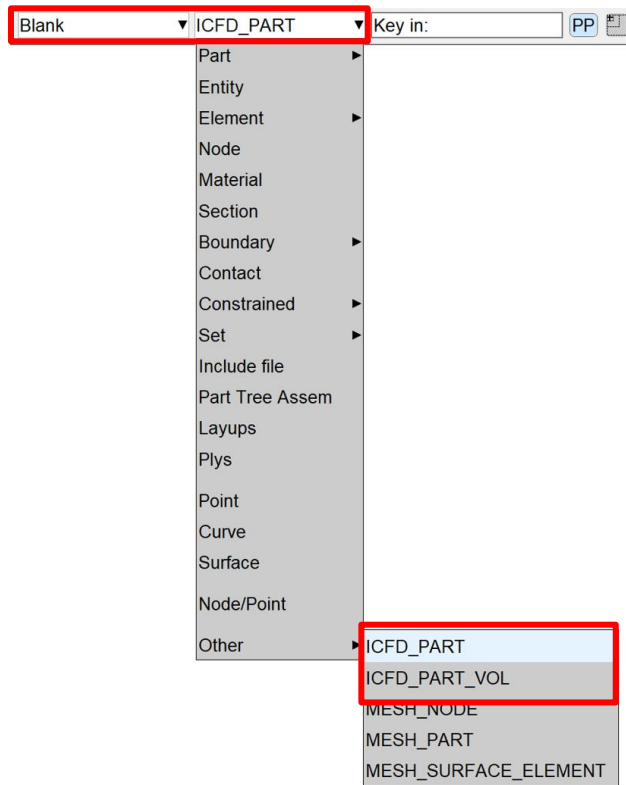 Blank ICFD_PART Key in: PP
Part
Entity
Element
Node
Material
Section
Boundary
Contact
Constrained
Set
Include file
Part Tree Assem
Layups
Plys
Point
Curve
Surface
Node/Point
Other ICFD_PART
ICFD_PART_VOL
MESH_NODE
MESH_PART
MESH_SURFACE_ELEMENT